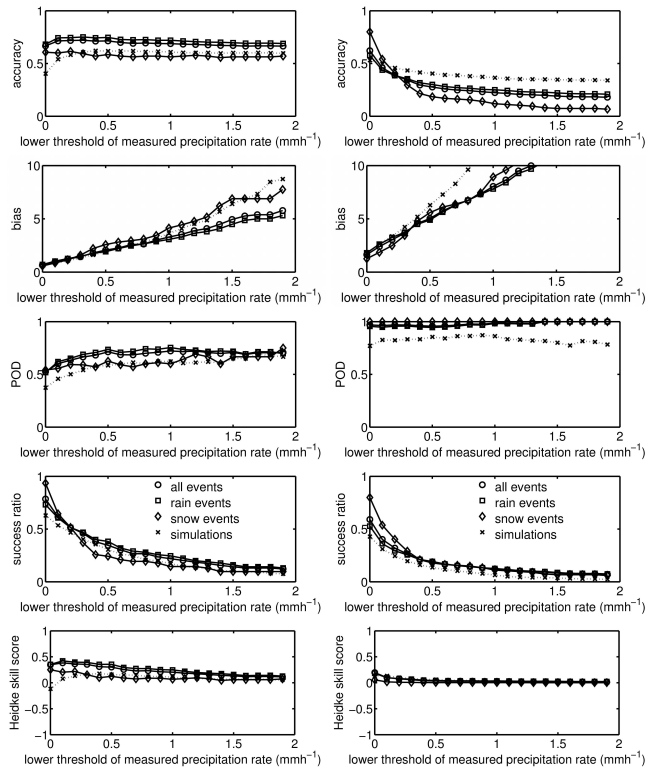 accuracy
1
0.5
0
0 0.5 1 1.5 2
lower threshold of measured precipitation rate (mmh⁻¹)
accuracy
1
0.5
0
0 0.5 1 1.5 2
lower threshold of measured precipitation rate (mmh⁻¹)
bias
10
5
0
0 0.5 1 1.5 2
lower threshold of measured precipitation rate (mmh⁻¹)
bias
10
5
0
0 0.5 1 1.5 2
lower threshold of measured precipitation rate (mmh⁻¹)
POD
1
0.5
0
0 0.5 1 1.5 2
lower threshold of measured precipitation rate (mmh⁻¹)
POD
1
0.5
0
0 0.5 1 1.5 2
lower threshold of measured precipitation rate (mmh⁻¹)
success ratio
1
0.5
0
all events
rain events
snow events
simulations
0 0.5 1 1.5 2
lower threshold of measured precipitation rate (mmh⁻¹)
success ratio
1
0.5
0
all events
rain events
snow events
simulations
0 0.5 1 1.5 2
lower threshold of measured precipitation rate (mmh⁻¹)
Heidke skill score
1
0.5
0
−0.5
−1
0 0.5 1 1.5 2
lower threshold of measured precipitation rate (mmh⁻¹)
Heidke skill score
1
0.5
0
−0.5
−1
0 0.5 1 1.5 2
lower threshold of measured precipitation rate (mmh⁻¹)